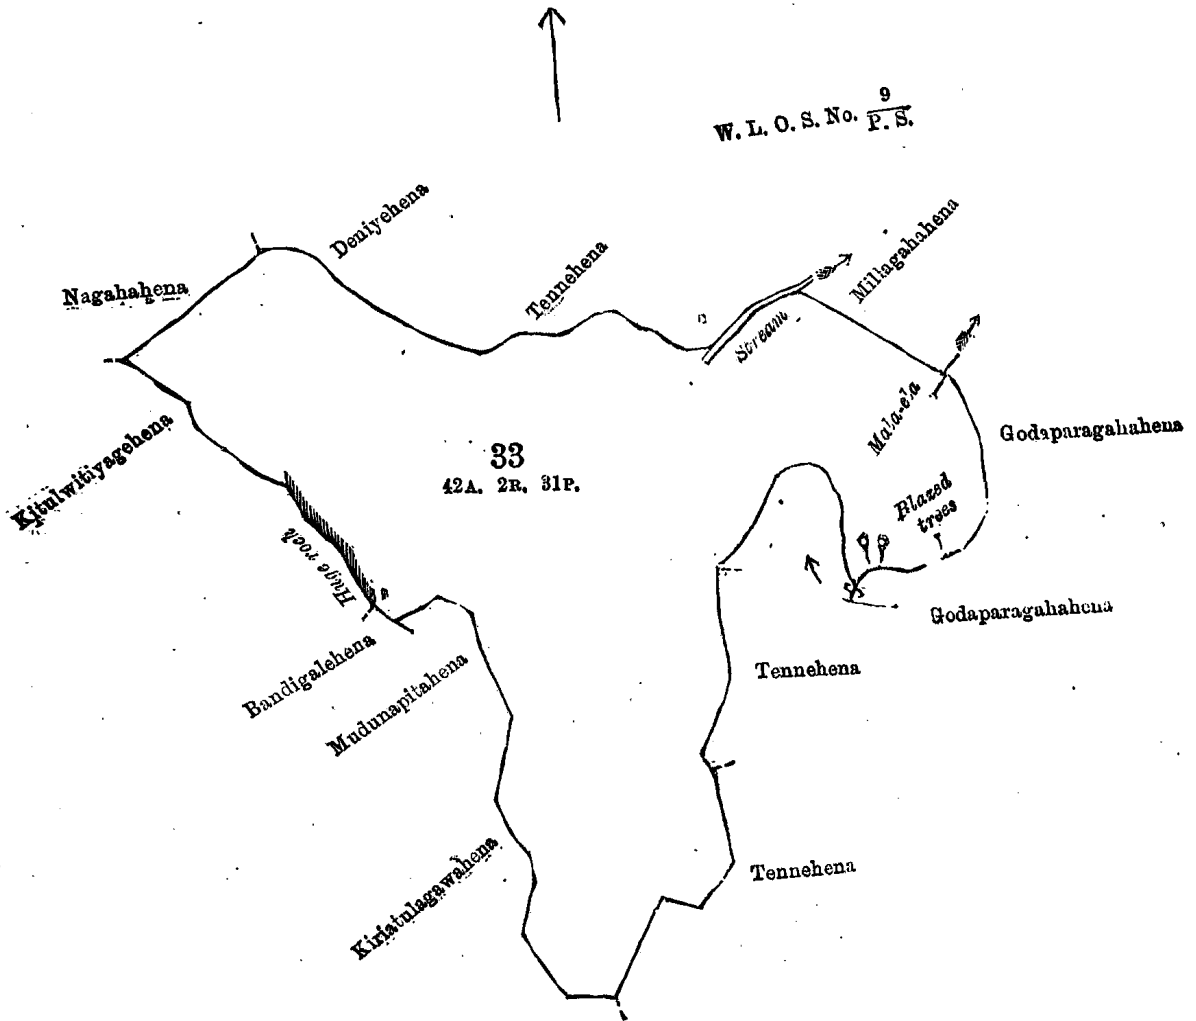 W. L. O. S. No. 9/P. S.
Deniyehena
Nagahahena
Tennehena
Millagahahena
Stream
Mala-ela
Godaparagahahena
Kitulwitiyagehena
33
42A. 2R. 31P.
Blazed
trees
Huge rock
Godaparagahahena
Bandigalehena
Mudunapitahena
Tennehena
Kiriatulagawahena
Tennehena